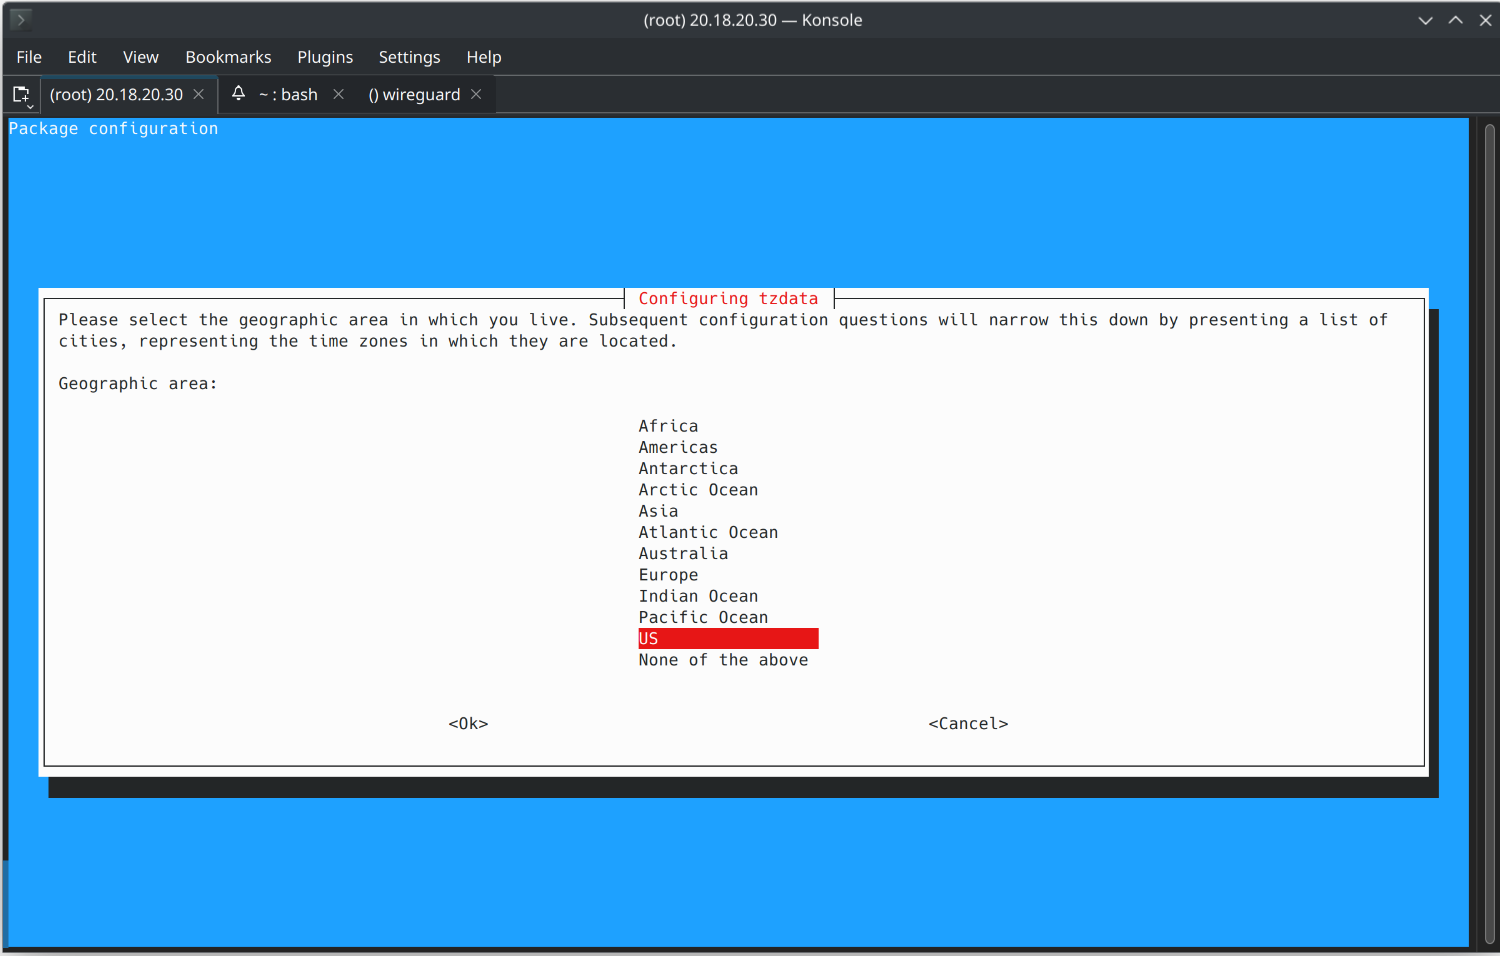 (root) 20.18.20.30 — Konsole
File Edit View Bookmarks Plugins Settings Help
(root) 20.18.20.30 ~ : bash () wireguard
Package configuration
Configuring tzdata
Please select the geographic area in which you live. Subsequent configuration questions will narrow this down by presenting a list of
cities, representing the time zones in which they are located.
Geographic area:
Africa
Americas
Antarctica
Arctic Ocean
Asia
Atlantic Ocean
Australia
Europe
Indian Ocean
Pacific Ocean
US
None of the above
<Ok> <Cancel>